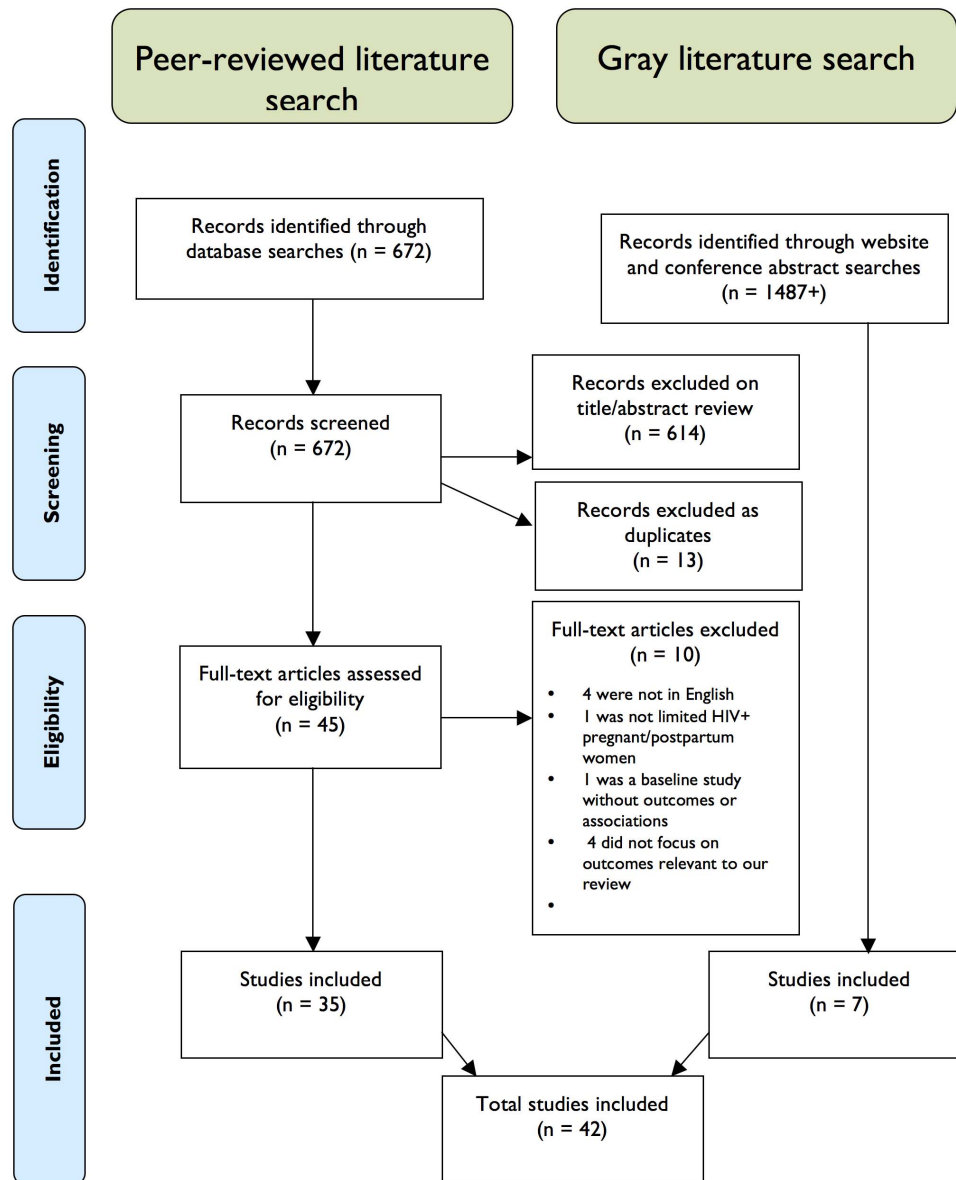 Peer-reviewed literature
search
Gray literature search
Identification
Records identified through
database searches (n = 672)
Records identified through website
and conference abstract searches
(n = 1487+)
Screening
Records screened
(n = 672)
Records excluded on
title/abstract review
(n = 614)
Records excluded as
duplicates
(n = 13)
Eligibility
Full-text articles assessed
for eligibility
(n = 45)
Full-text articles excluded
(n = 10)
• 4 were not in English
• 1 was not limited HIV+
pregnant/postpartum
women
• 1 was a baseline study
without outcomes or
associations
• 4 did not focus on
outcomes relevant to our
review
•
Included
Studies included
(n = 35)
Studies included
(n = 7)
Total studies included
(n = 42)